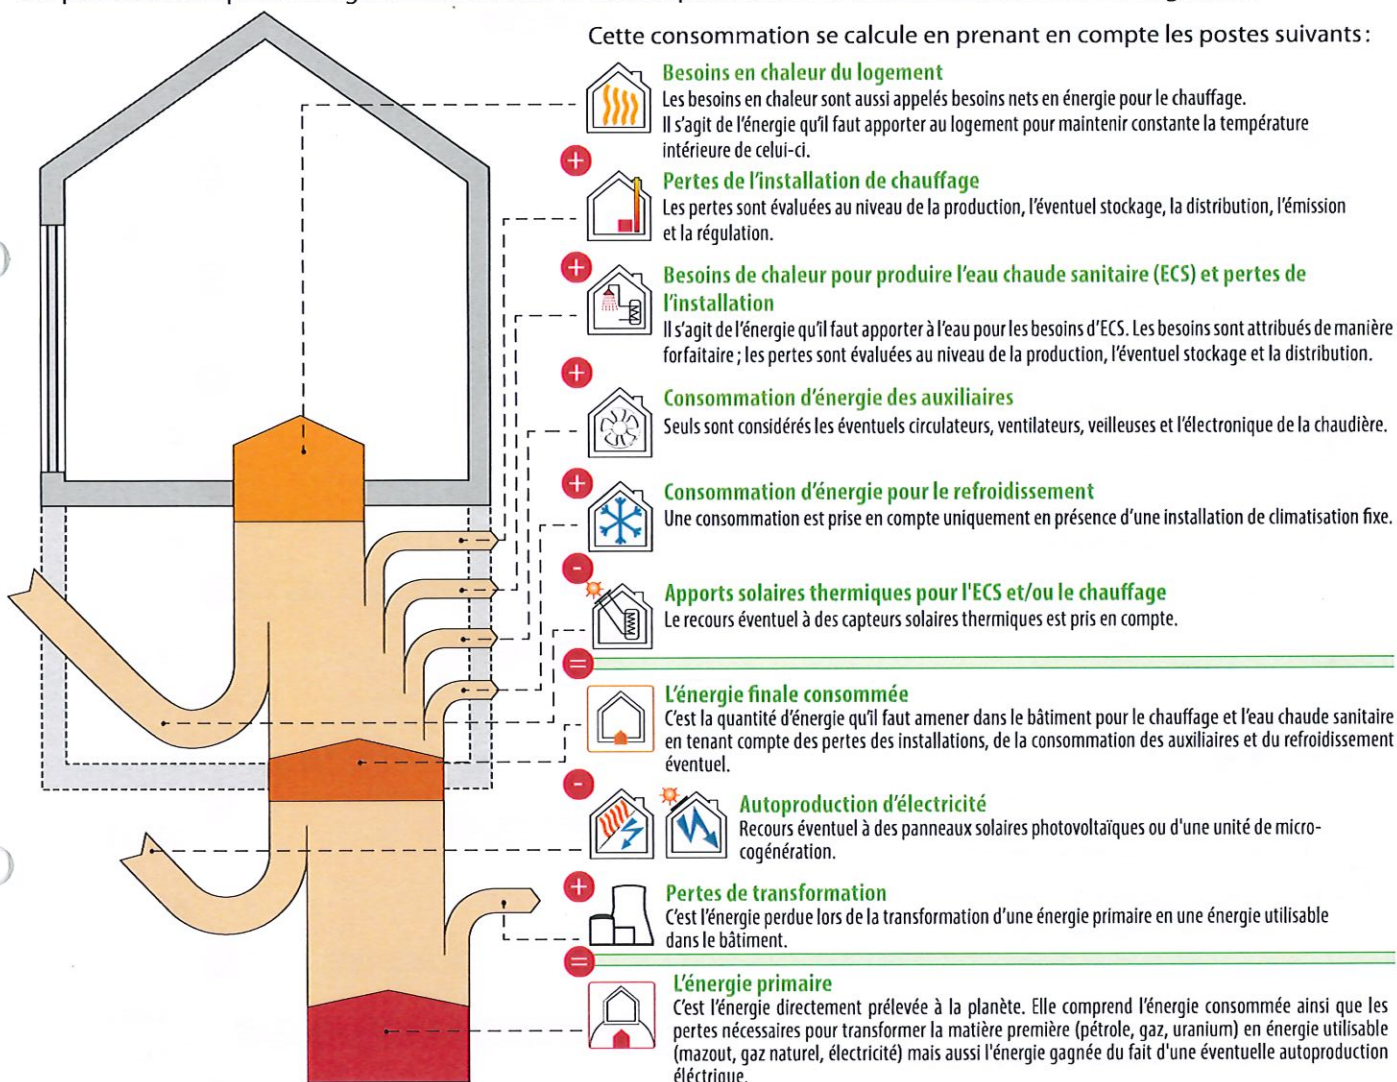 Cette consommation se calcule en prenant en compte les postes suivants :
Besoins en chaleur du logement
Les besoins en chaleur sont aussi appelés besoins nets en énergie pour le chauffage.
Il s'agit de l'énergie qu'il faut apporter au logement pour maintenir constante la température
intérieure de celui-ci.
+
Pertes de l'installation de chauffage
Les pertes sont évaluées au niveau de la production, l'éventuel stockage, la distribution, l'émission
et la régulation.
+
Besoins de chaleur pour produire l'eau chaude sanitaire (ECS) et pertes de
l'installation
Il s'agit de l'énergie qu'il faut apporter à l'eau pour les besoins d'ECS. Les besoins sont attribués de manière
forfaitaire ; les pertes sont évaluées au niveau de la production, l'éventuel stockage et la distribution.
+
Consommation d'énergie des auxiliaires
Seuls sont considérés les éventuels circulateurs, ventilateurs, veilleuses et l'électronique de la chaudière.
+
Consommation d'énergie pour le refroidissement
Une consommation est prise en compte uniquement en présence d'une installation de climatisation fixe.
-
Apports solaires thermiques pour l'ECS et/ou le chauffage
Le recours éventuel à des capteurs solaires thermiques est pris en compte.
=
L'énergie finale consommée
C'est la quantité d'énergie qu'il faut amener dans le bâtiment pour le chauffage et l'eau chaude sanitaire
en tenant compte des pertes des installations, de la consommation des auxiliaires et du refroidissement
éventuel.
-
Autoproduction d'électricité
Recours éventuel à des panneaux solaires photovoltaïques ou d'une unité de micro-
cogénération.
+
Pertes de transformation
C'est l'énergie perdue lors de la transformation d'une énergie primaire en une énergie utilisable
dans le bâtiment.
=
L'énergie primaire
C'est l'énergie directement prélevée à la planète. Elle comprend l'énergie consommée ainsi que les
pertes nécessaires pour transformer la matière première (pétrole, gaz, uranium) en énergie utilisable
(mazout, gaz naturel, électricité) mais aussi l'énergie gagnée du fait d'une éventuelle autoproduction
éléctrique.